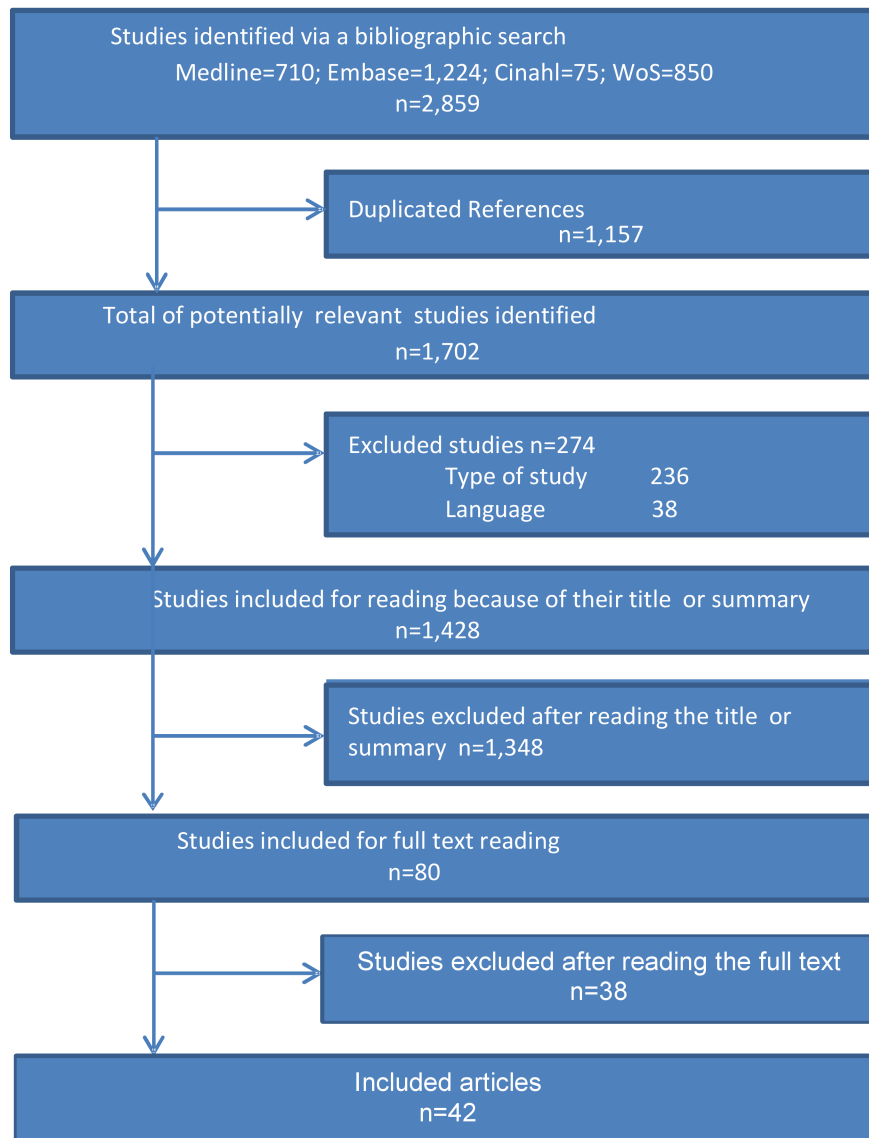 Studies identified via a bibliographic search
Medline=710; Embase=1,224; Cinahl=75; WoS=850
n=2,859
Duplicated References
n=1,157
Total of potentially relevant studies identified
n=1,702
Excluded studies n=274
Type of study 236
Language 38
Studies included for reading because of their title or summary
n=1,428
Studies excluded after reading the title or
summary n=1,348
Studies included for full text reading
n=80
Studies excluded after reading the full text
n=38
Included articles
n=42